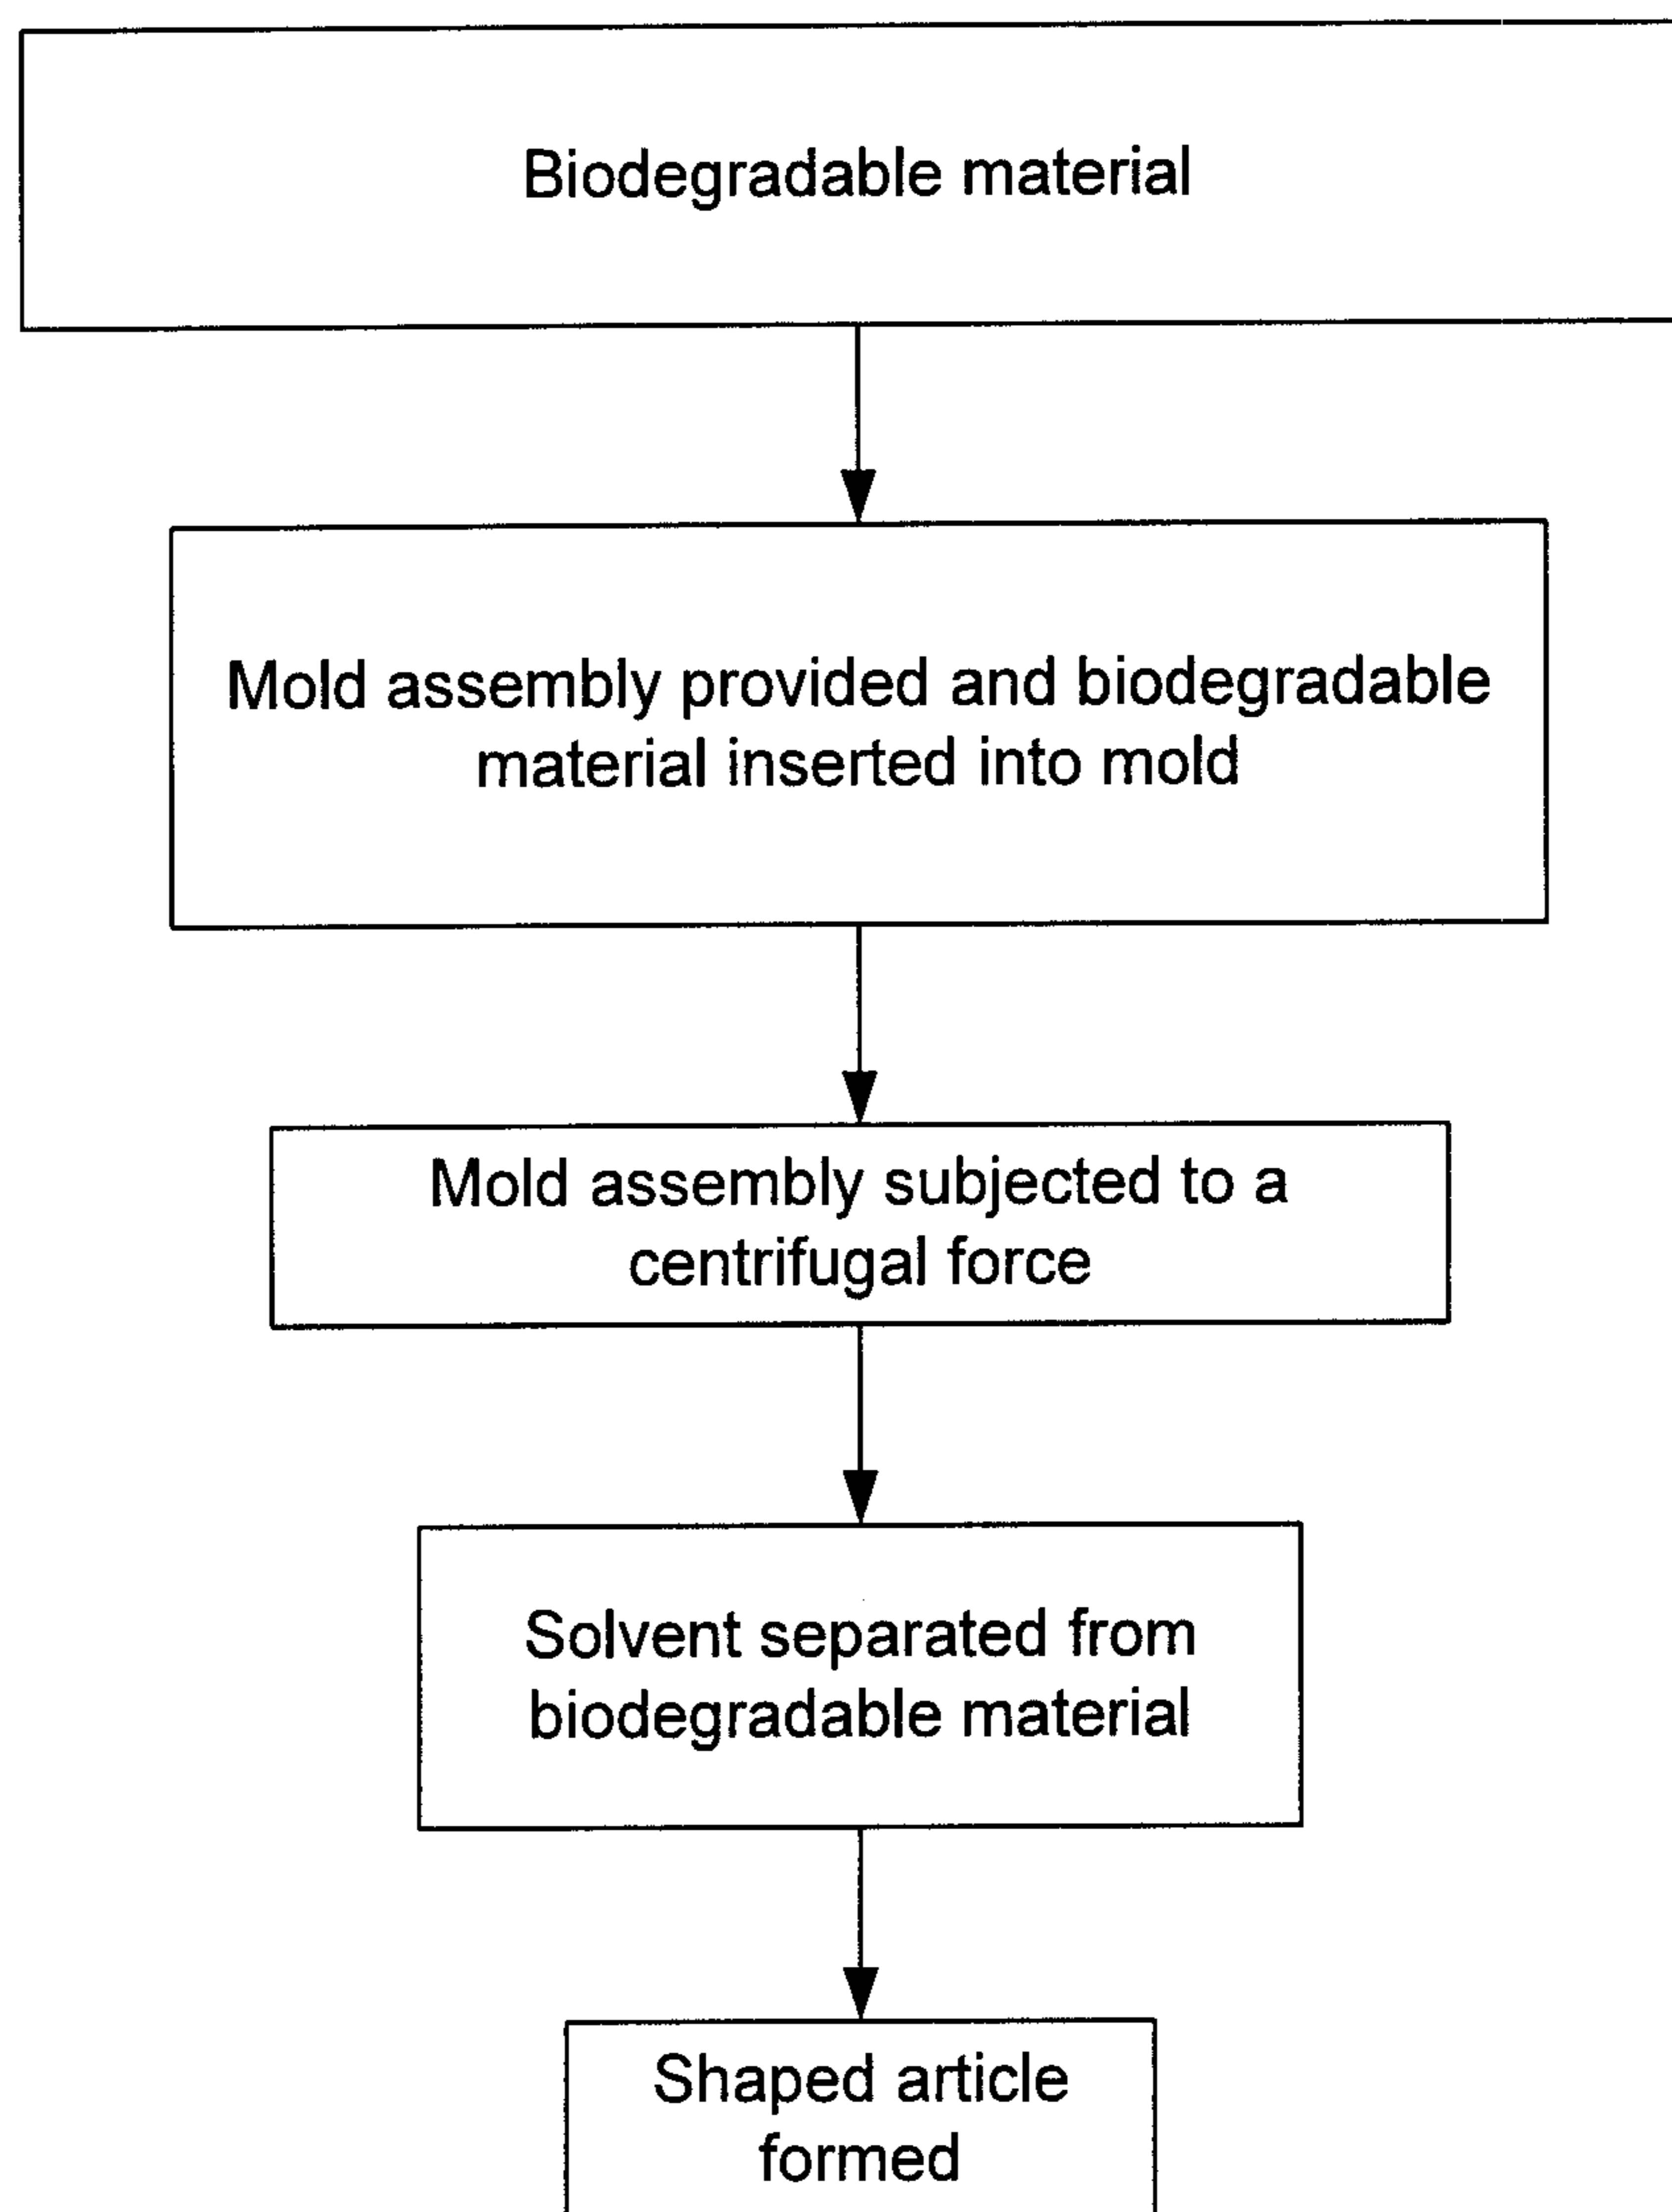 Biodegradable material
Mold assembly provided and biodegradable
material inserted into mold
Mold assembly subjected to a
centrifugal force
Solvent separated from
biodegradable material
Shaped article
formed